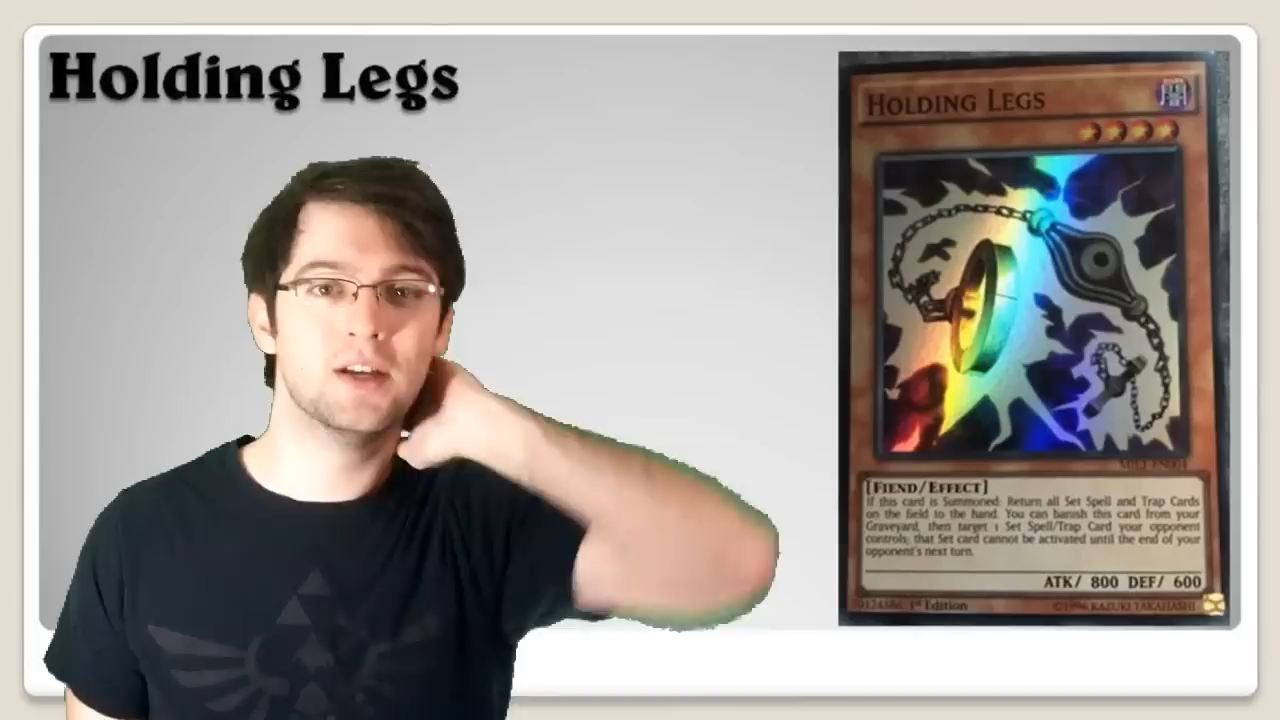 Holding Legs
HOLDING LEGS
[FIEND/EFFECT]
If this card is Summoned: Return all Set Spell and Trap Cards
on the field to the hand. You can banish this card from your
Graveyard, then target 1 Set Spell/Trap Card your opponent
controls; that Set card cannot be activated until the end of your
opponent's next turn.
ATK/ 800 DEF/ 600
1st Edition
©1996 KAZUKI TAKAHASHI